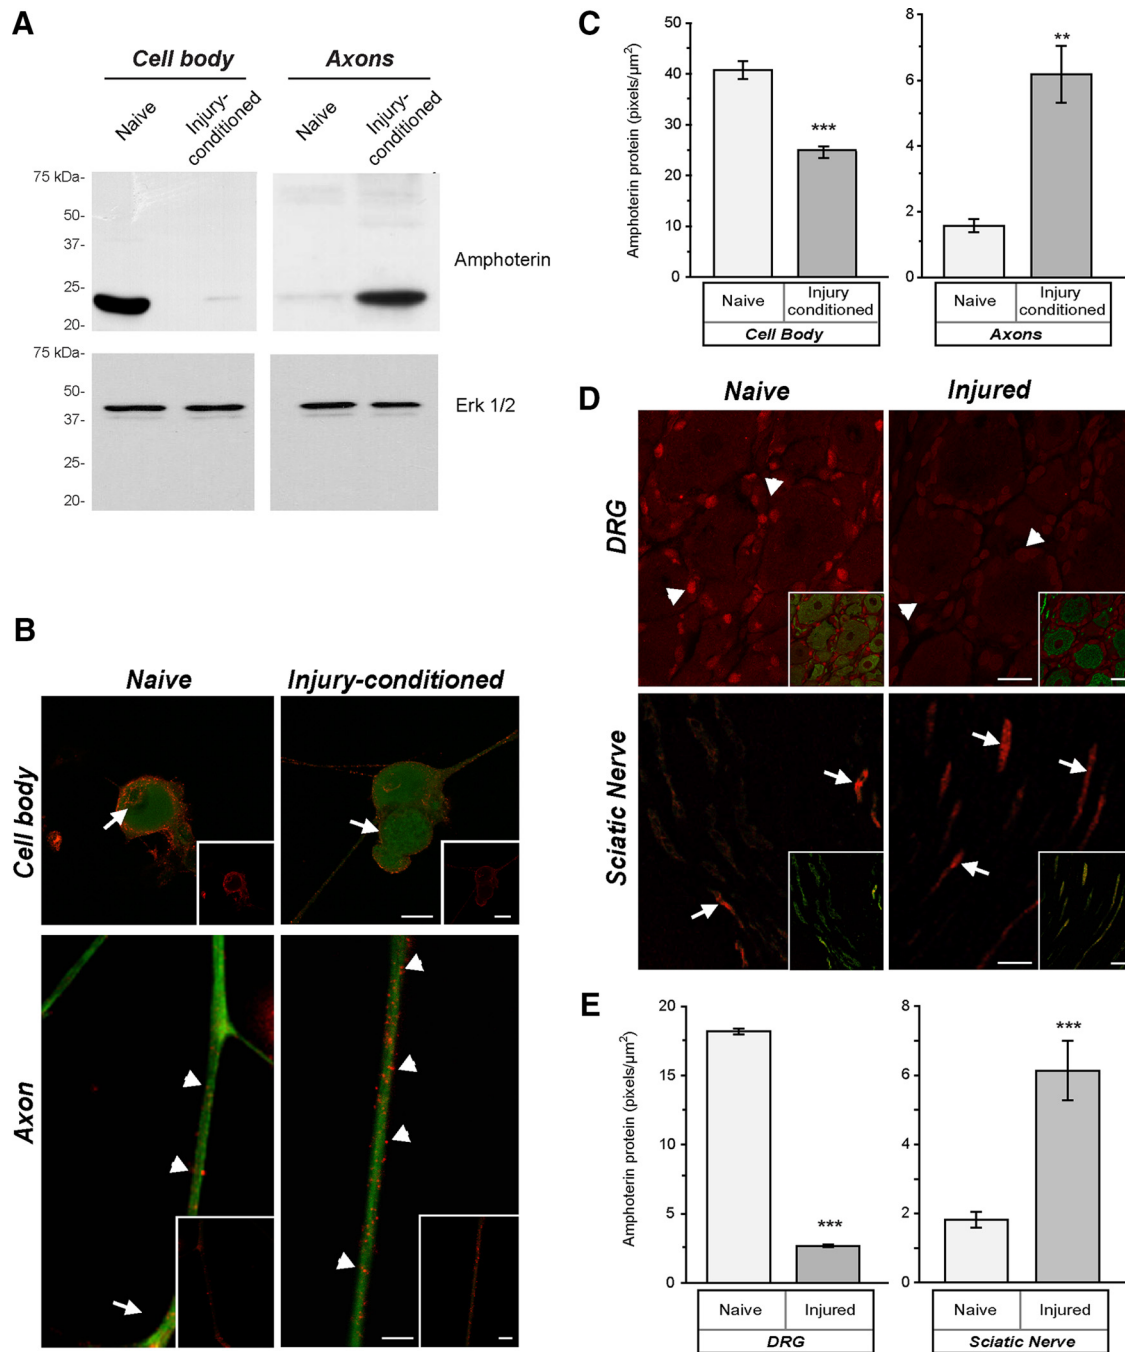 A
Cell body
Axons
Naive
Injury-
conditioned
Naive
Injury-
conditioned
75 kDa-
50-
37-
25-
20-
Amphoterin
75 kDa-
50-
37-
25-
20-
Erk 1/2
B
Naive
Injury-conditioned
Cell body
Axon
C
Amphoterin protein (pixels/µm²)
50
40
30
20
10
0
***
Naive
Injury
conditioned
Cell Body
8
6
4
2
0
**
Naive
Injury
conditioned
Axons
D
Naive
Injured
DRG
Sciatic Nerve
E
Amphoterin protein (pixels/µm²)
20
15
10
5
0
***
Naive
Injured
DRG
8
6
4
2
0
***
Naive
Injured
Sciatic Nerve